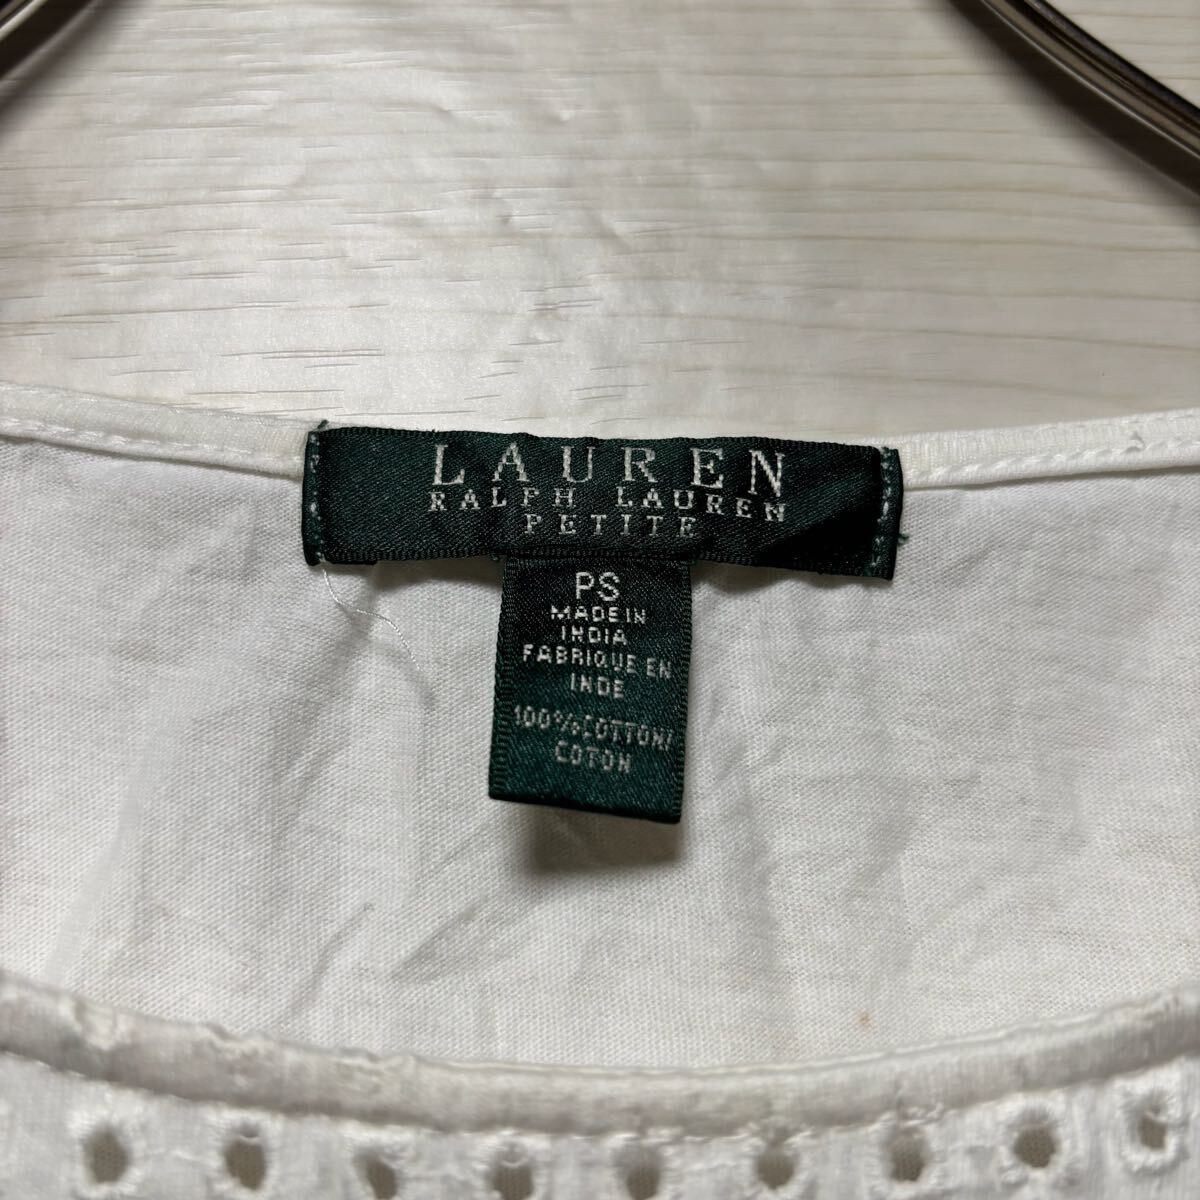 LAUREN
RALPH LAUREN
PETITE
PS
MADE IN
INDIA
FABRIQUE EN
INDE
100% COTTON/
COTON